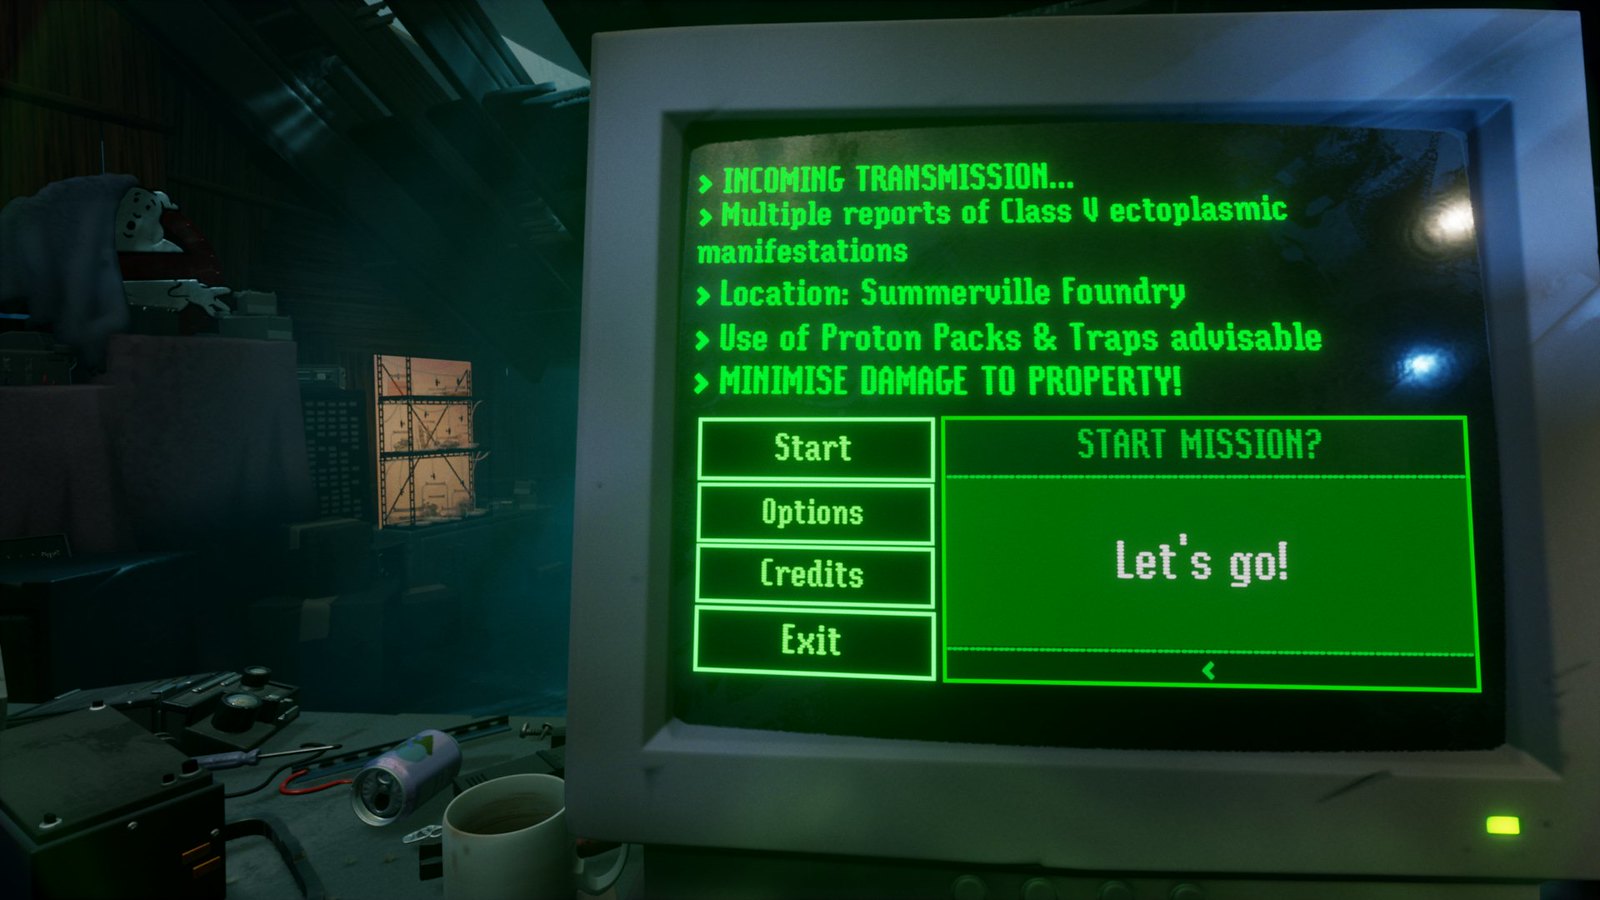 > INCOMING TRANSMISSION...
> Multiple reports of Class V ectoplasmic
manifestations
> Location: Summerville Foundry
> Use of Proton Packs & Traps advisable
> MINIMISE DAMAGE TO PROPERTY!
Start
Options
Credits
Exit
START MISSION?
Let's go!
<